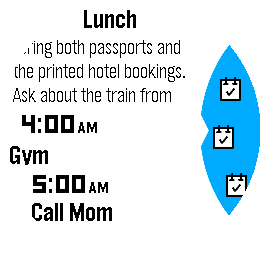 Lunch
both passports and
the printed hotel bookings.
Ask about the train from
4:00 AM
Gym
5:00 AM
Call Mom